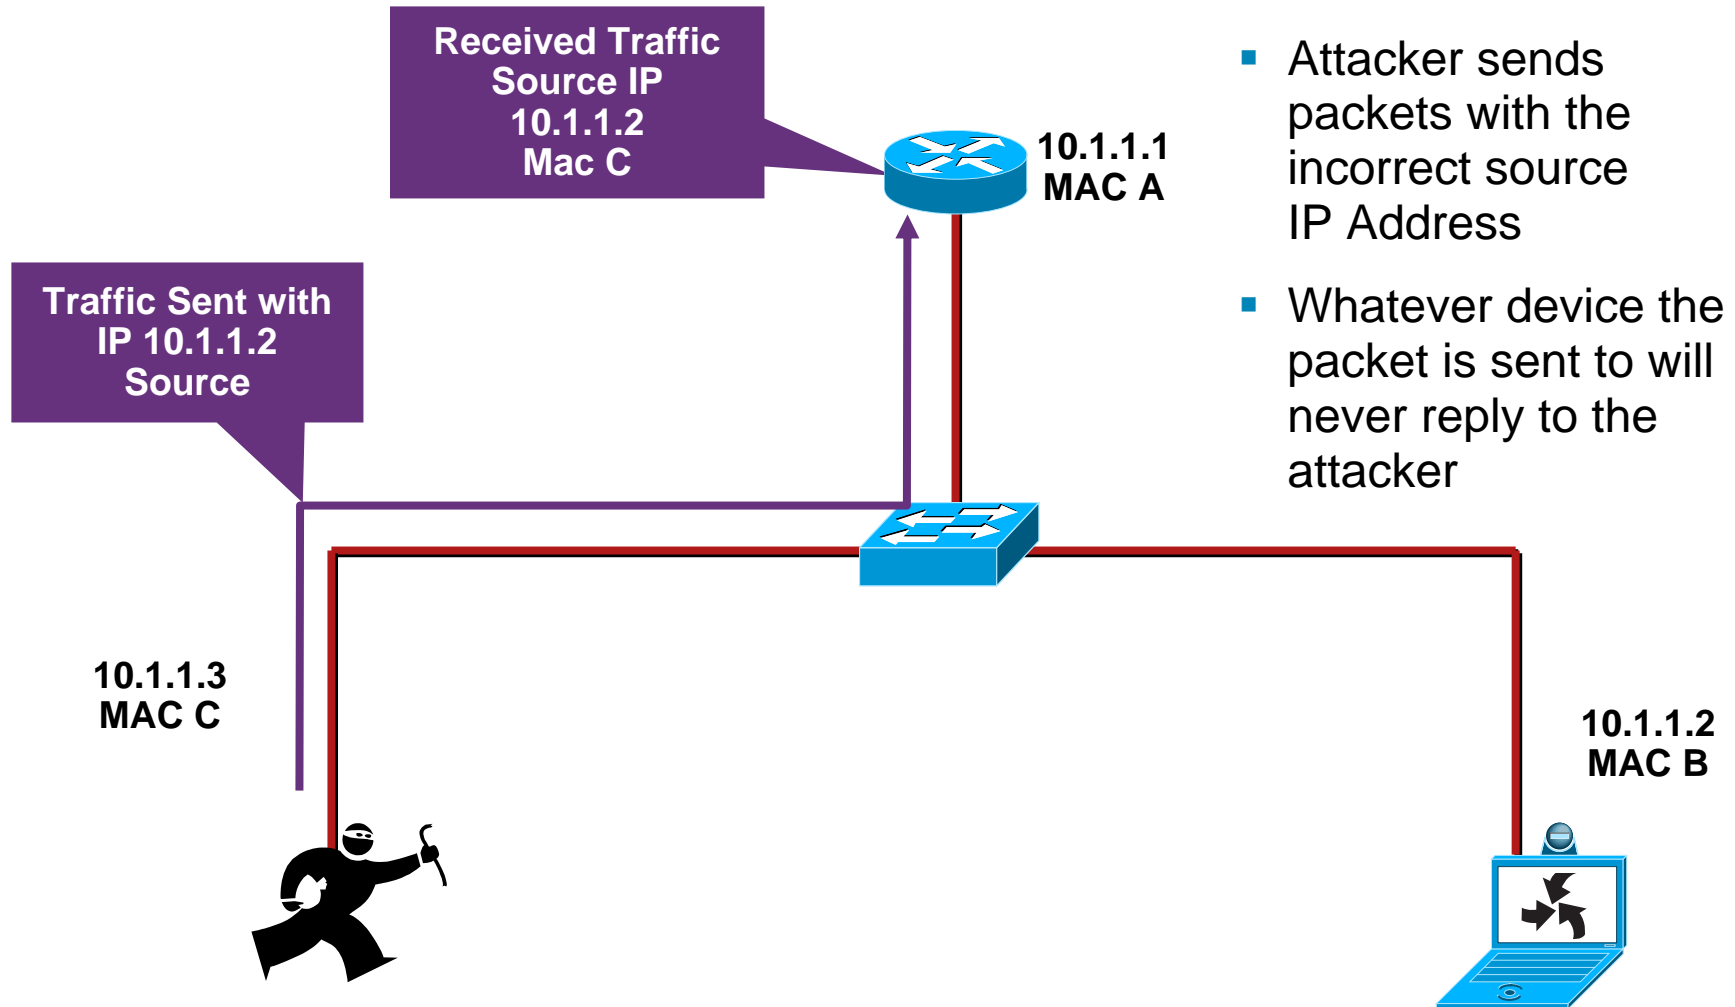 Received Traffic
Source IP
10.1.1.2
Mac C
10.1.1.1
MAC A
Traffic Sent with
IP 10.1.1.2
Source
▪ Attacker sends
packets with the
incorrect source
IP Address
▪ Whatever device the
packet is sent to will
never reply to the
attacker
10.1.1.3
MAC C
10.1.1.2
MAC B